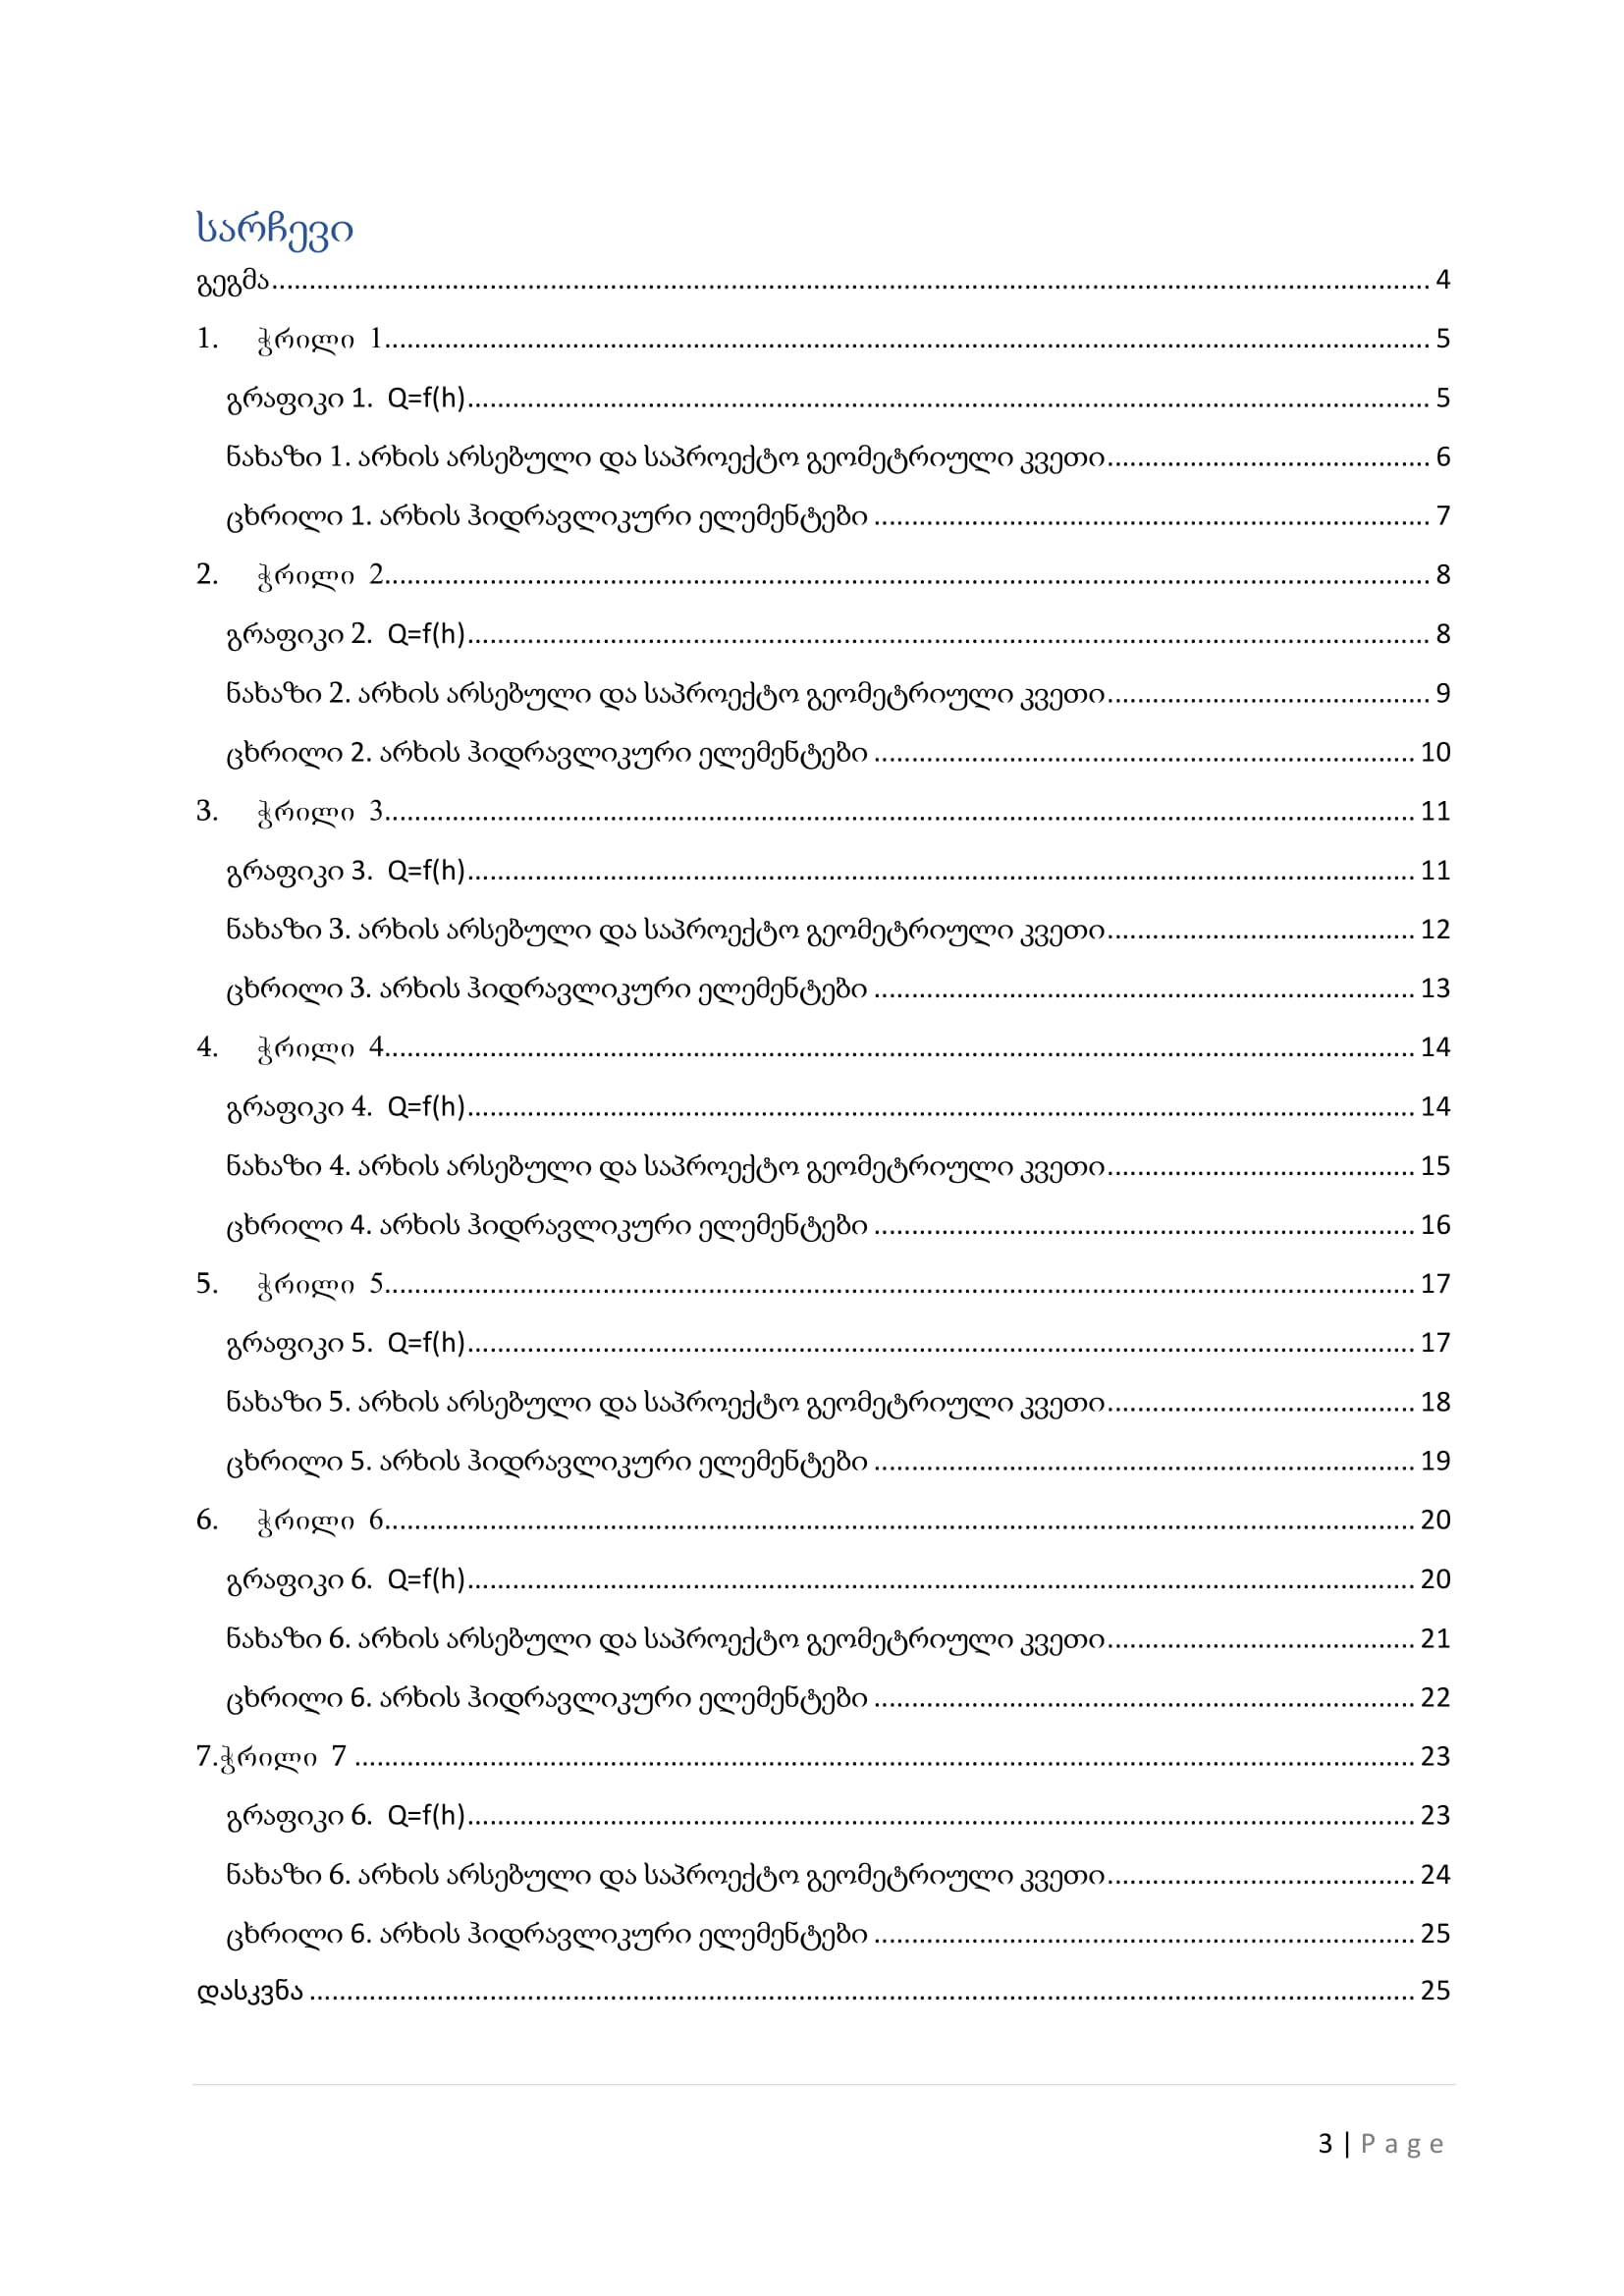 სარჩევი
გეგმა........................................................................ 4
1. ჭრილი 1........................................................................ 5
გრაფიკი 1. Q=f(h)........................................................................ 5
ნახაზი 1. არხის არსებული და საპროექტო გეომეტრიული კვეთი........................................ 6
ცხრილი 1. არხის ჰიდრავლიკური ელემენტები ........................................ 7
2. ჭრილი 2........................................................................ 8
გრაფიკი 2. Q=f(h)........................................................................ 8
ნახაზი 2. არხის არსებული და საპროექტო გეომეტრიული კვეთი........................................ 9
ცხრილი 2. არხის ჰიდრავლიკური ელემენტები ........................................ 10
3. ჭრილი 3........................................................................ 11
გრაფიკი 3. Q=f(h)........................................................................ 11
ნახაზი 3. არხის არსებული და საპროექტო გეომეტრიული კვეთი........................................ 12
ცხრილი 3. არხის ჰიდრავლიკური ელემენტები ........................................ 13
4. ჭრილი 4........................................................................ 14
გრაფიკი 4. Q=f(h)........................................................................ 14
ნახაზი 4. არხის არსებული და საპროექტო გეომეტრიული კვეთი........................................ 15
ცხრილი 4. არხის ჰიდრავლიკური ელემენტები ........................................ 16
5. ჭრილი 5........................................................................ 17
გრაფიკი 5. Q=f(h)........................................................................ 17
ნახაზი 5. არხის არსებული და საპროექტო გეომეტრიული კვეთი........................................ 18
ცხრილი 5. არხის ჰიდრავლიკური ელემენტები ........................................ 19
6. ჭრილი 6........................................................................ 20
გრაფიკი 6. Q=f(h)........................................................................ 20
ნახაზი 6. არხის არსებული და საპროექტო გეომეტრიული კვეთი........................................ 21
ცხრილი 6. არხის ჰიდრავლიკური ელემენტები ........................................ 22
7.ჭრილი 7 ........................................................................ 23
გრაფიკი 6. Q=f(h)........................................................................ 23
ნახაზი 6. არხის არსებული და საპროექტო გეომეტრიული კვეთი........................................ 24
ცხრილი 6. არხის ჰიდრავლიკური ელემენტები ........................................ 25
დასკვნა ........................................................................ 25
3 | Page